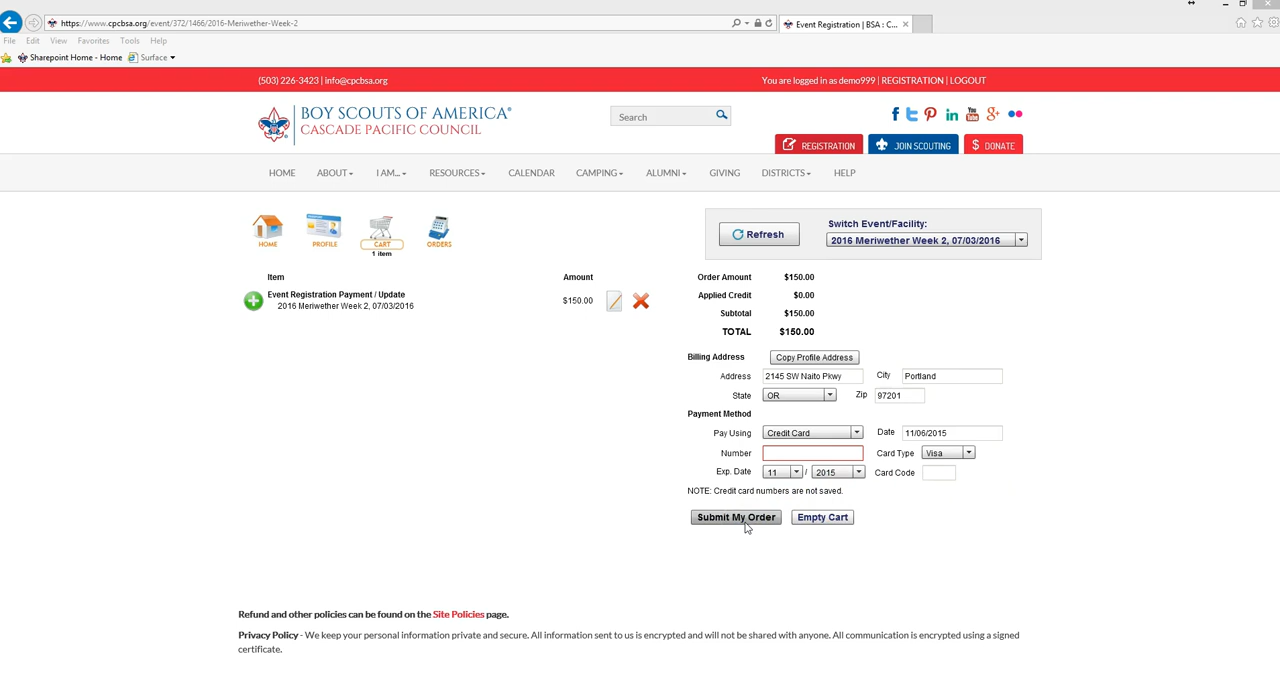 https://www.cpcbsa.org/event/372/1466/2016-Meriwether-Week-2
Event Registration | BSA : C...
File Edit View Favorites Tools Help
Sharepoint Home - Home Surface
(503) 226-3423 | info@cpcbsa.org
You are logged in as demo999 | REGISTRATION | LOGOUT
BOY SCOUTS OF AMERICA®
CASCADE PACIFIC COUNCIL
Search
REGISTRATION JOIN SCOUTING $ DONATE
HOME ABOUT I AM... RESOURCES CALENDAR CAMPING ALUMNI GIVING DISTRICTS HELP
HOME PROFILE CART ORDERS
1 item
Refresh
Switch Event/Facility:
2016 Meriwether Week 2, 07/03/2016
Item Amount
Event Registration Payment / Update
2016 Meriwether Week 2, 07/03/2016
$150.00
Order Amount $150.00
Applied Credit $0.00
Subtotal $150.00
TOTAL $150.00
Billing Address Copy Profile Address
Address 2145 SW Naito Pkwy City Portland
State OR Zip 97201
Payment Method
Pay Using Credit Card Date 11/06/2015
Number Card Type Visa
Exp. Date 11 / 2015 Card Code
NOTE: Credit card numbers are not saved.
Submit My Order Empty Cart
Refund and other policies can be found on the Site Policies page.
Privacy Policy - We keep your personal information private and secure. All information sent to us is encrypted and will not be shared with anyone. All communication is encrypted using a signed
certificate.